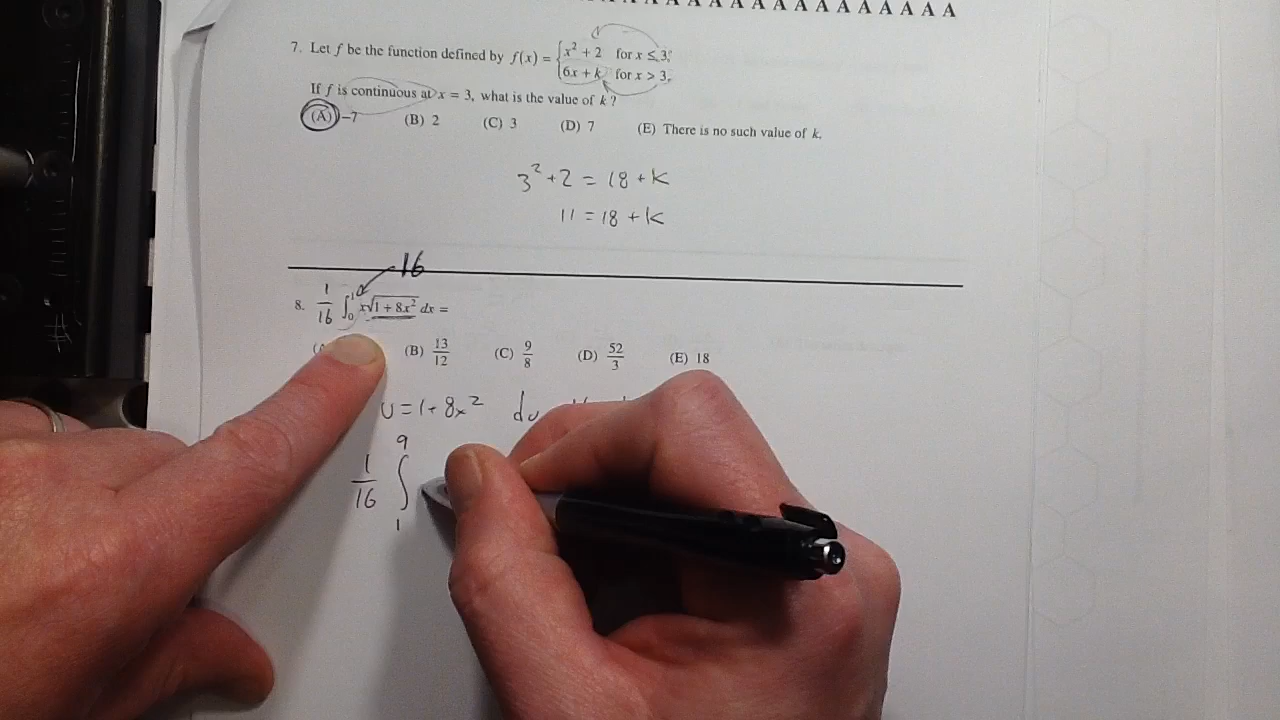 A A A A A A A A A A A A A A A A
7. Let f be the function defined by f(x) = { x² + 2 for x ≤ 3,
6x + k for x > 3,
If f is continuous at x = 3, what is the value of k ?
(A) −7 (B) 2 (C) 3 (D) 7 (E) There is no such value of k.
3² + 2 = 18 + k
11 = 18 + k
16
8. 1/16 ∫₀¹ x√(1 + 8x²) dx =
(B) 13/12 (C) 9/8 (D) 52/3 (E) 18
u = 1 + 8x² du
1/16 ∫₁⁹